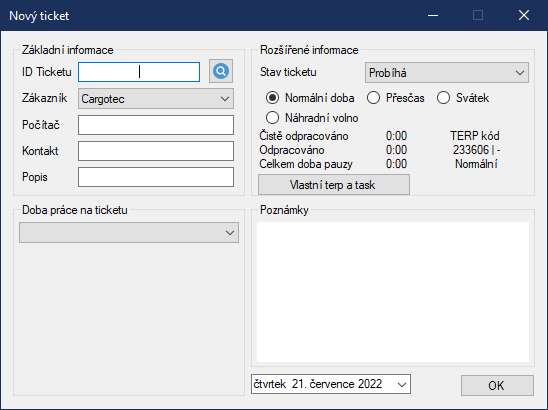 Nový ticket
Základní informace
ID Ticketu
Zákazník
Cargotec
Počítač
Kontakt
Popis
Rozšířené informace
Stav ticketu
Probíhá
Normální doba
Přesčas
Svátek
Náhradní volno
Čistě odpracováno 0:00 TERP kód
Odpracováno 0:00 233606 | -
Celkem doba pauzy 0:00 Normální
Vlastní terp a task
Doba práce na ticketu
Poznámky
čtvrtek 21. července 2022
OK